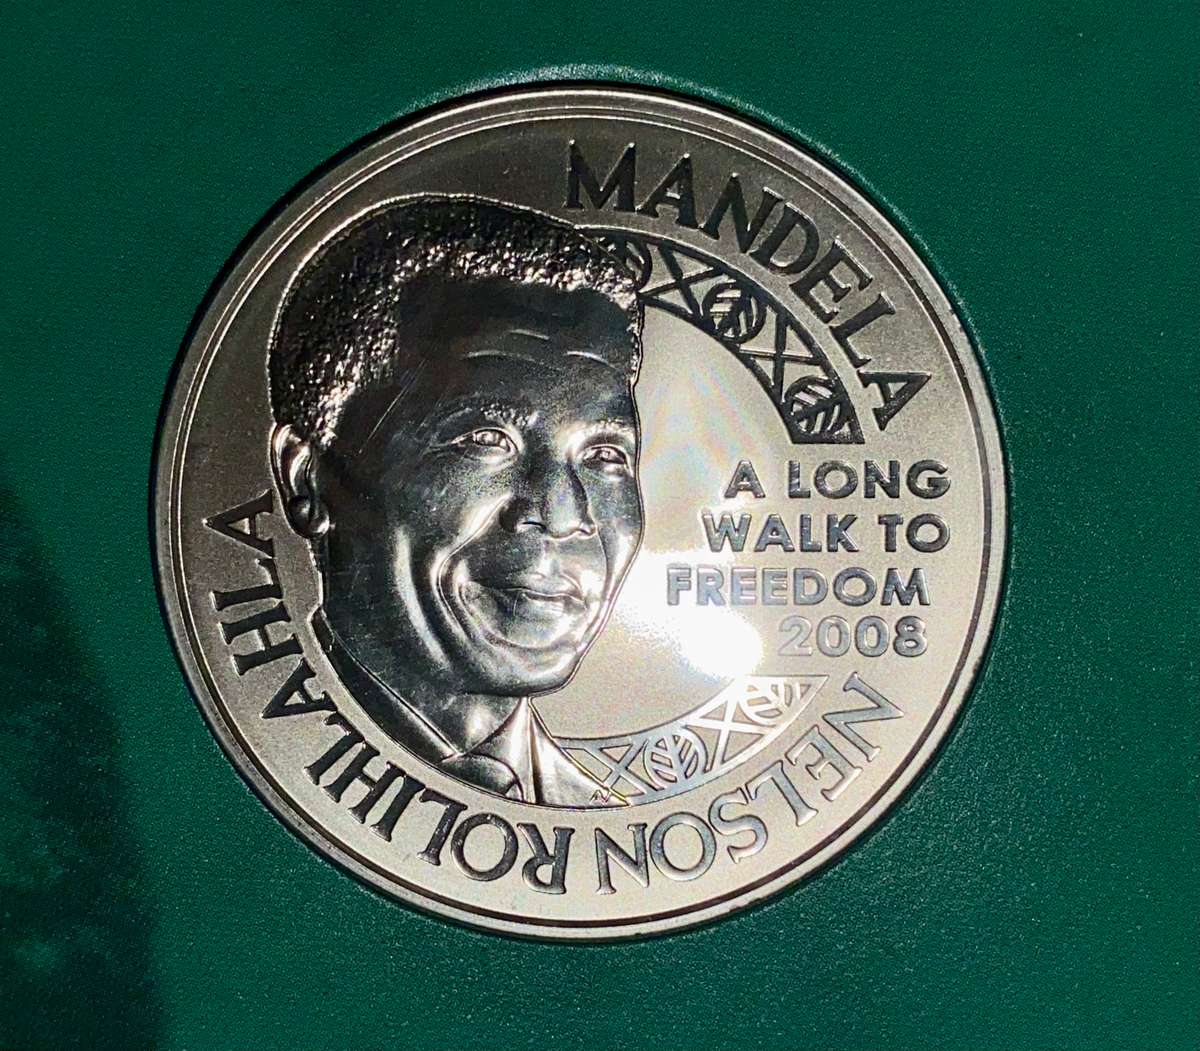 NELSON ROLIHLAHLA MANDELA
A LONG
WALK TO
FREEDOM
2008